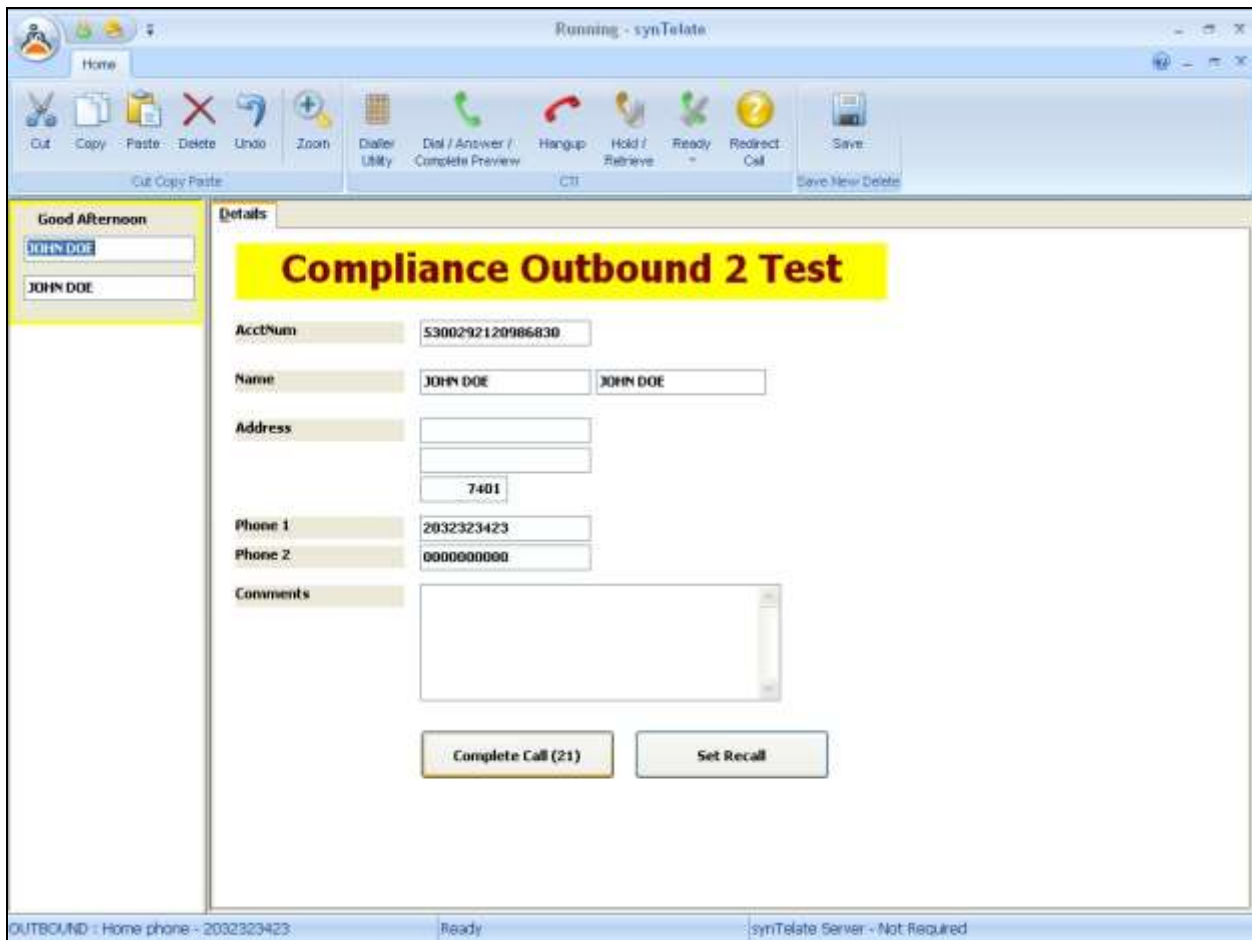 Running - synTelate
Home
Cut Copy Paste Delete Undo Zoom Dialler Utility Dial / Answer / Complete Preview Hangup Hold / Retrieve Ready Redirect Call Save
Cut Copy Paste CTI Save New Delete
Good Afternoon
JOHN DOE
JOHN DOE
Details
Compliance Outbound 2 Test
AcctNum 5300292120986830
Name JOHN DOE JOHN DOE
Address
7401
Phone 1 2032323423
Phone 2 0000000000
Comments
Complete Call (21) Set Recall
OUTBOUND : Home phone - 2032323423 Ready synTelate Server - Not Required